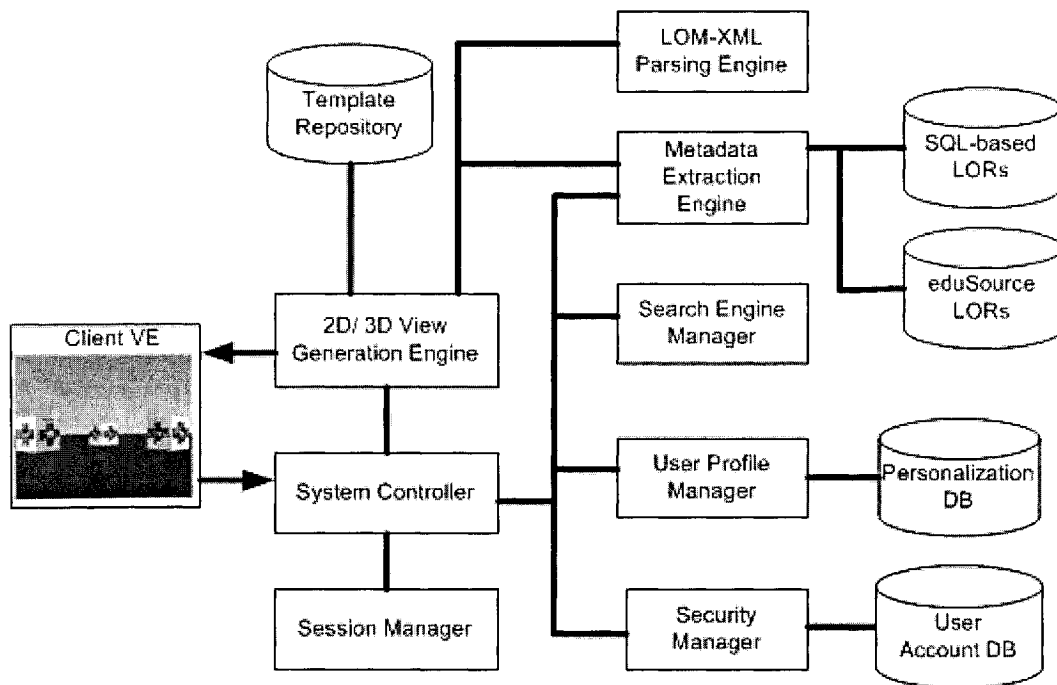 LOM-XML
Parsing Engine
Template
Repository
Metadata
Extraction
Engine
SQL-based
LORs
eduSource
LORs
2D/ 3D View
Generation Engine
Search Engine
Manager
Client VE
System Controller
User Profile
Manager
Personalization
DB
Session Manager
Security
Manager
User
Account DB